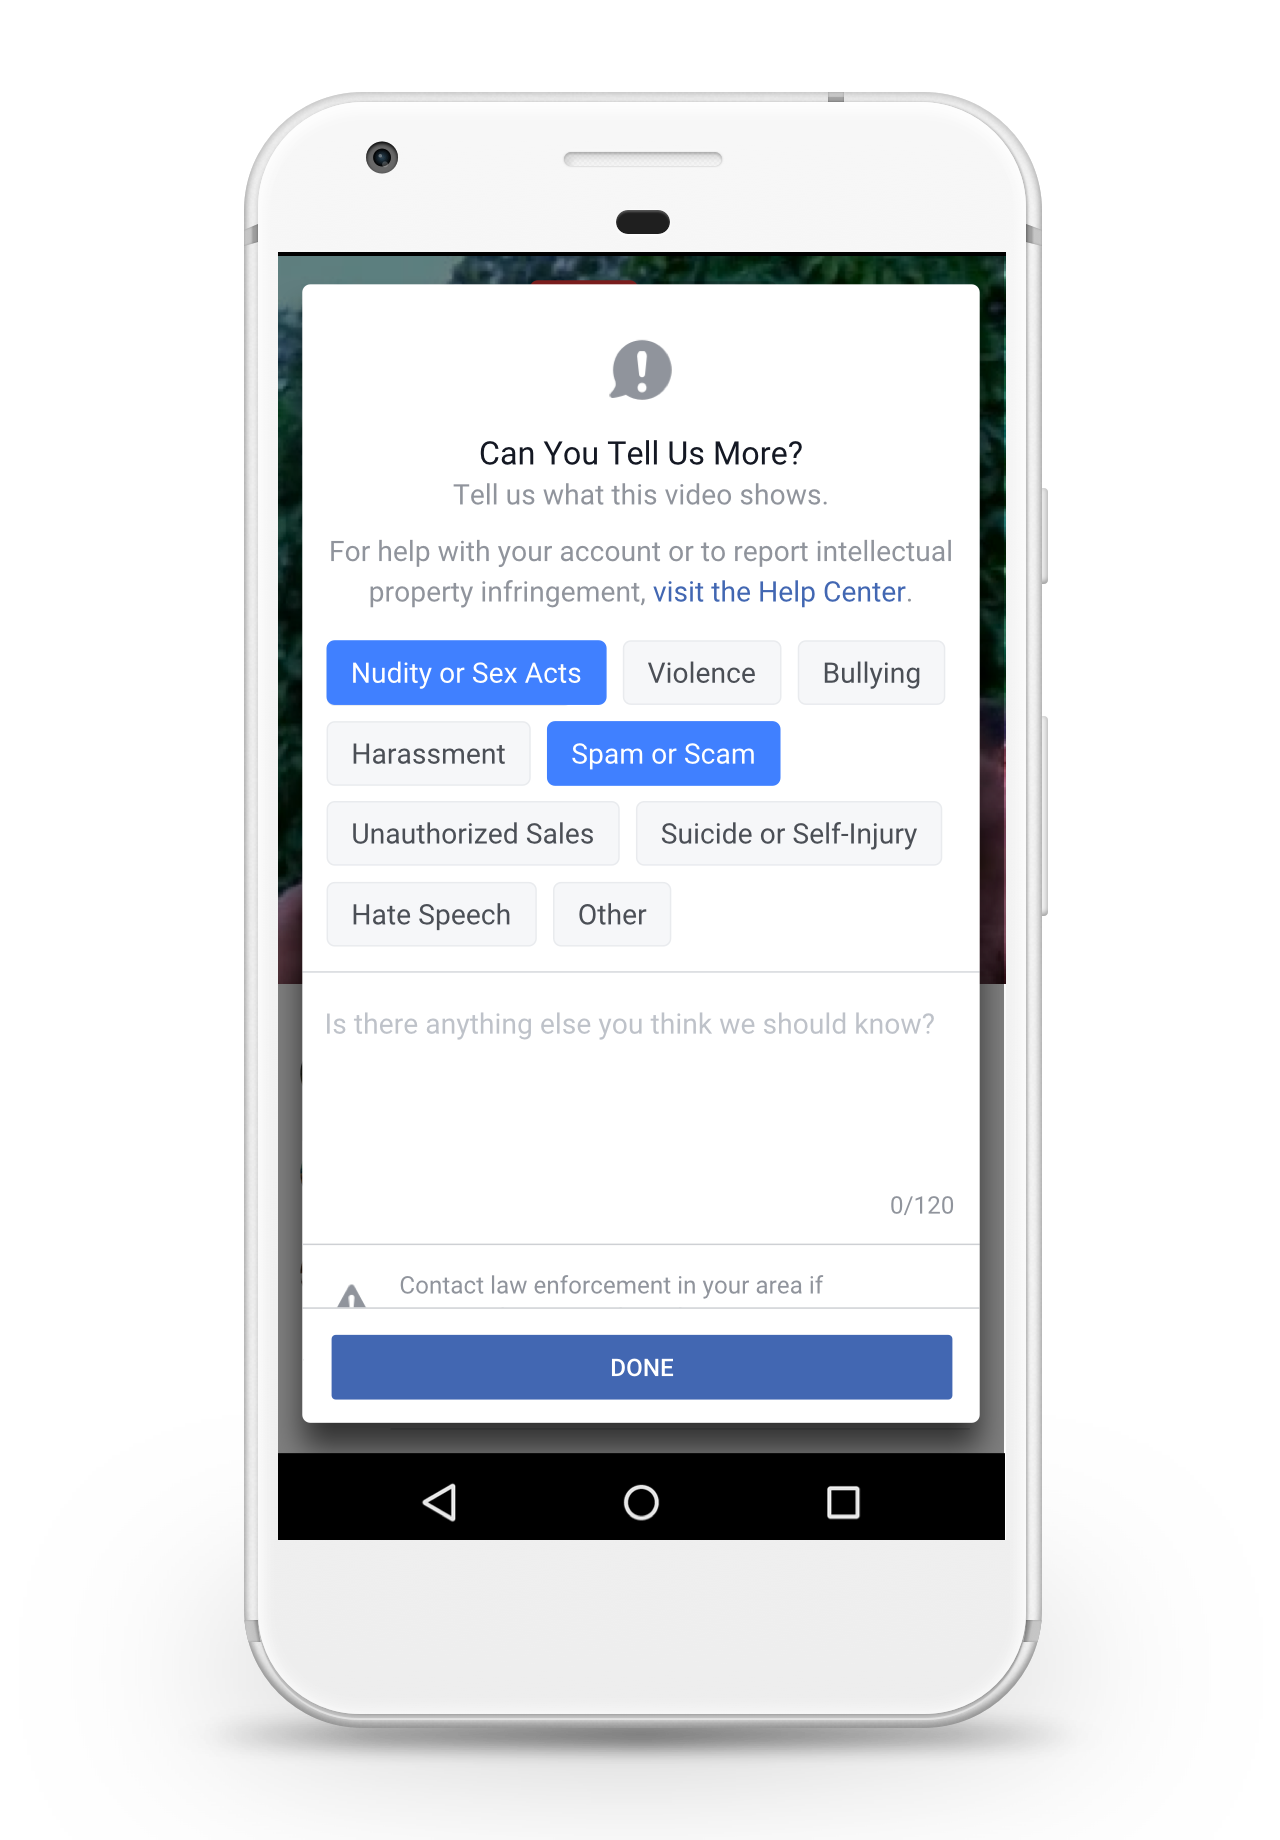 Can You Tell Us More?
Tell us what this video shows.
For help with your account or to report intellectual
property infringement, visit the Help Center.
Nudity or Sex Acts Violence Bullying
Harassment Spam or Scam
Unauthorized Sales Suicide or Self-Injury
Hate Speech Other
Is there anything else you think we should know?
0/120
Contact law enforcement in your area if
DONE